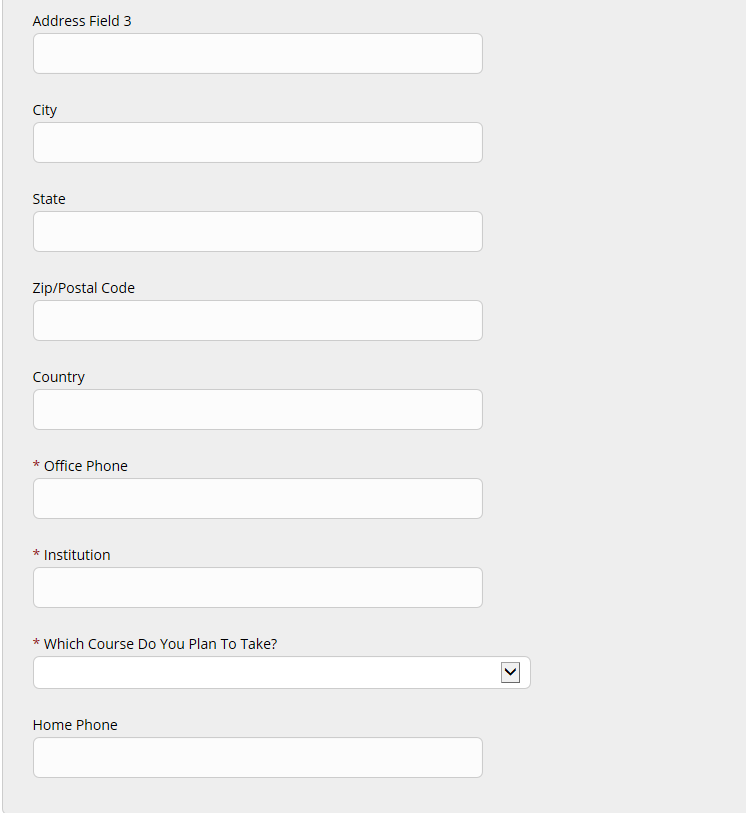 Address Field 3
City
State
Zip/Postal Code
Country
* Office Phone
* Institution
* Which Course Do You Plan To Take?
Home Phone